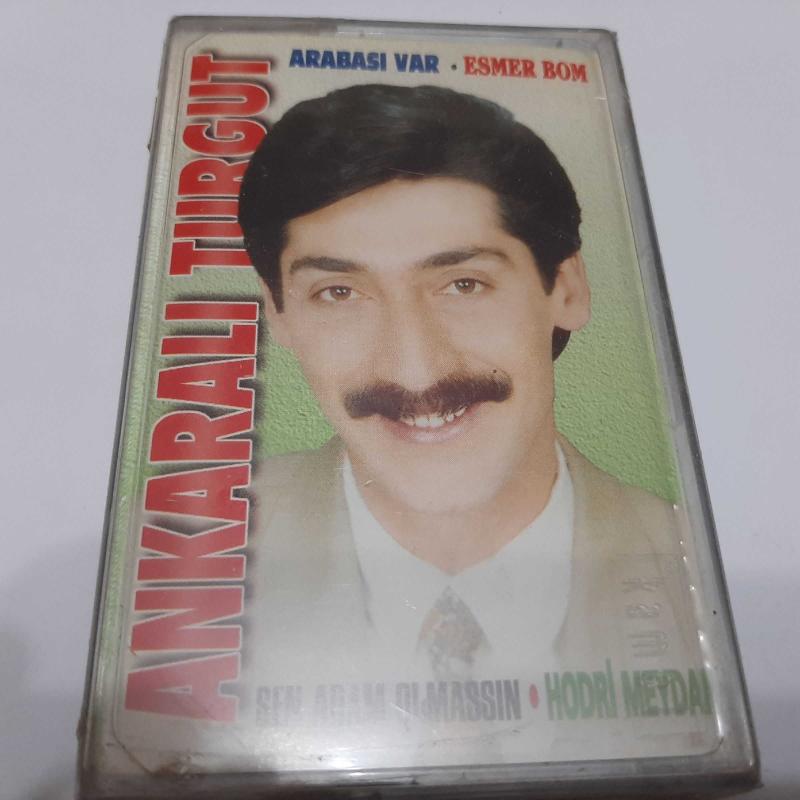 ARABASI VAR · ESMER BOM
ANKARALI TURGUT
SEN ADAM OLMASSIN • HODRİ MEYDAN